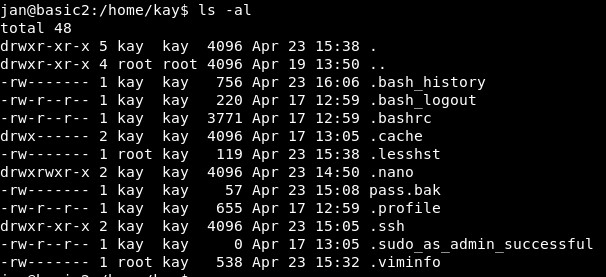 jan@basic2:/home/kay$ ls -al
total 48
drwxr-xr-x 5 kay  kay  4096 Apr 23 15:38 .
drwxr-xr-x 4 root root 4096 Apr 19 13:50 ..
-rw------- 1 kay  kay   756 Apr 23 16:06 .bash_history
-rw-r--r-- 1 kay  kay   220 Apr 17 12:59 .bash_logout
-rw-r--r-- 1 kay  kay  3771 Apr 17 12:59 .bashrc
drwx------ 2 kay  kay  4096 Apr 17 13:05 .cache
-rw------- 1 root kay   119 Apr 23 15:38 .lesshst
drwxrwxr-x 2 kay  kay  4096 Apr 23 14:50 .nano
-rw------- 1 kay  kay    57 Apr 23 15:08 pass.bak
-rw-r--r-- 1 kay  kay   655 Apr 17 12:59 .profile
drwxr-xr-x 2 kay  kay  4096 Apr 23 15:05 .ssh
-rw-r--r-- 1 kay  kay     0 Apr 17 13:05 .sudo_as_admin_successful
-rw------- 1 root kay   538 Apr 23 15:32 .viminfo